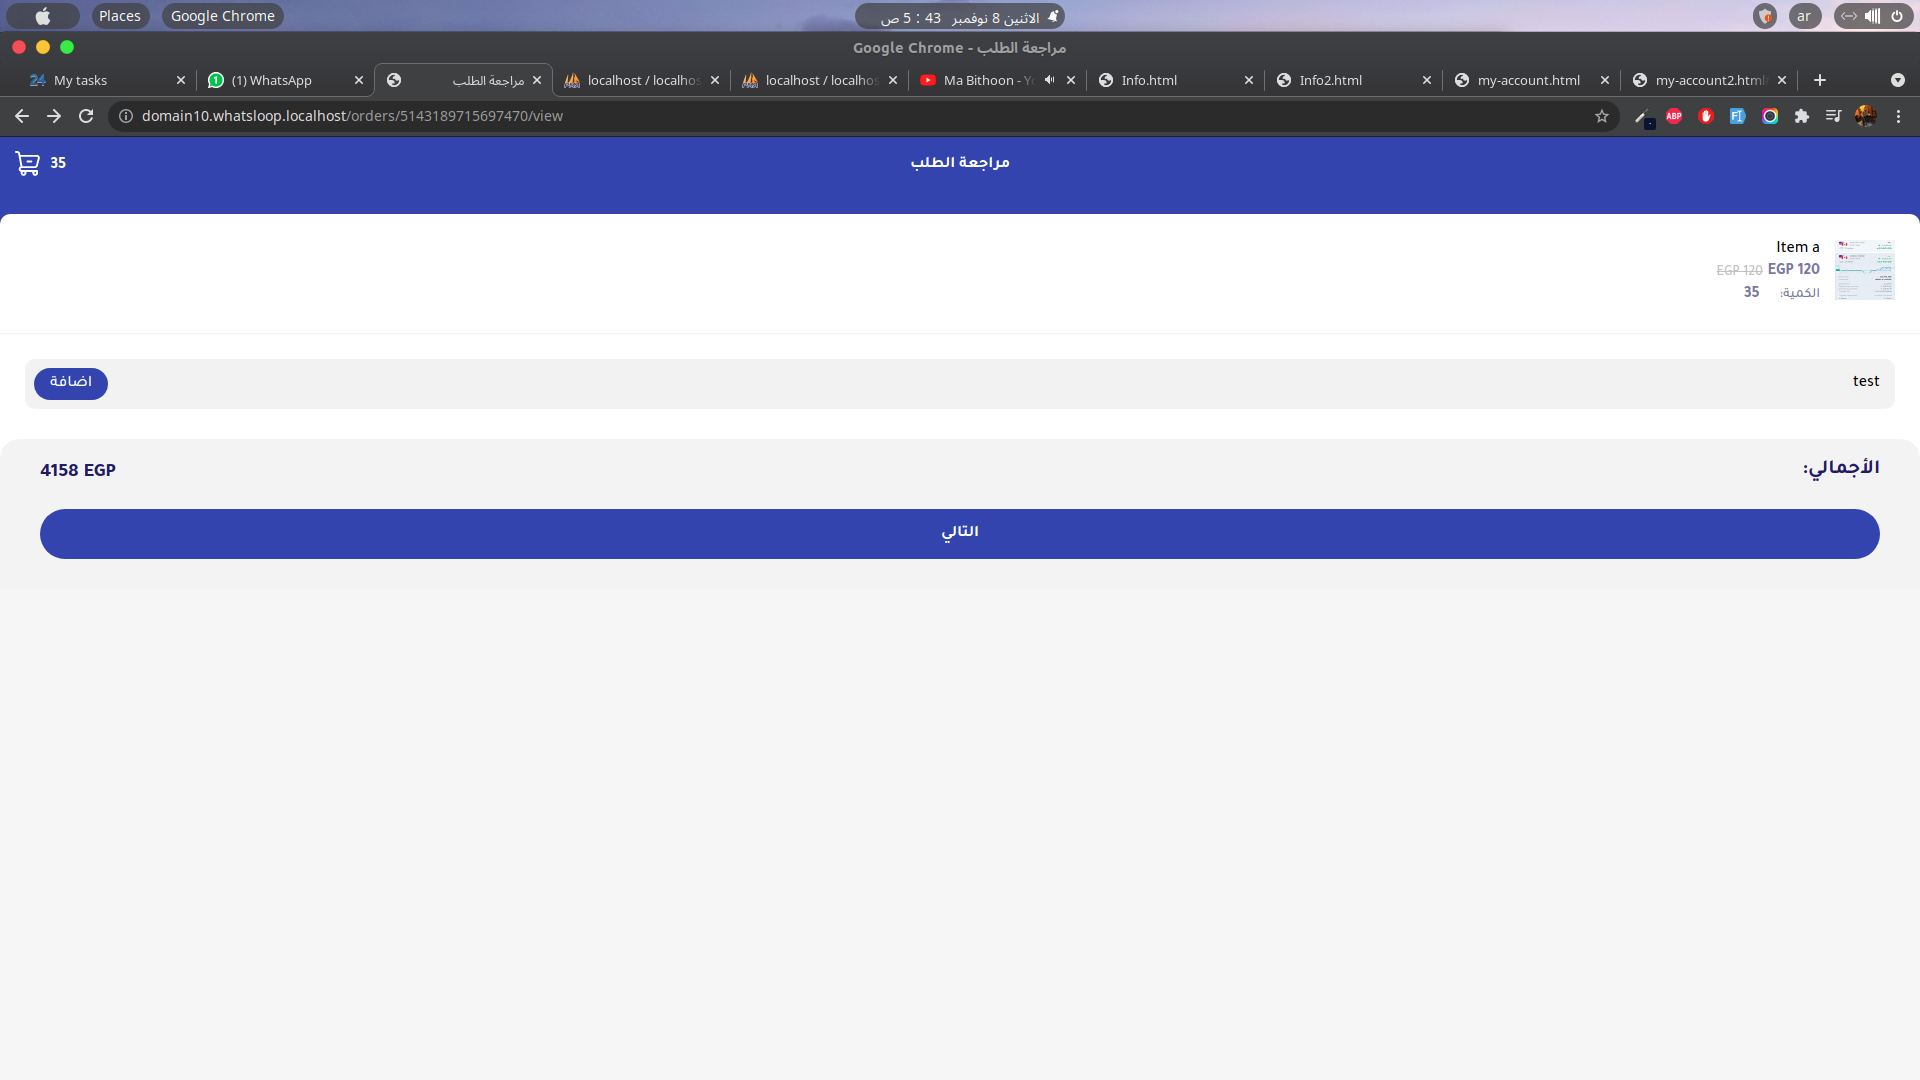 Places
Google Chrome
الاثنين 8 نوفمبر 5 : 43 ص
ar
مراجعة الطلب - Google Chrome
My tasks
(1) WhatsApp
مراجعة الطلب
localhost / localhos
localhost / localhos
Ma Bithoon - Yo
Info.html
Info2.html
my-account.html
my-account2.html
domain10.whatsloop.localhost/orders/5143189715697470/view
ABP
35
مراجعة الطلب
Item a
EGP 120 EGP 120
الكمية: 35
test
اضافة
الأجمالي:
4158 EGP
التالي